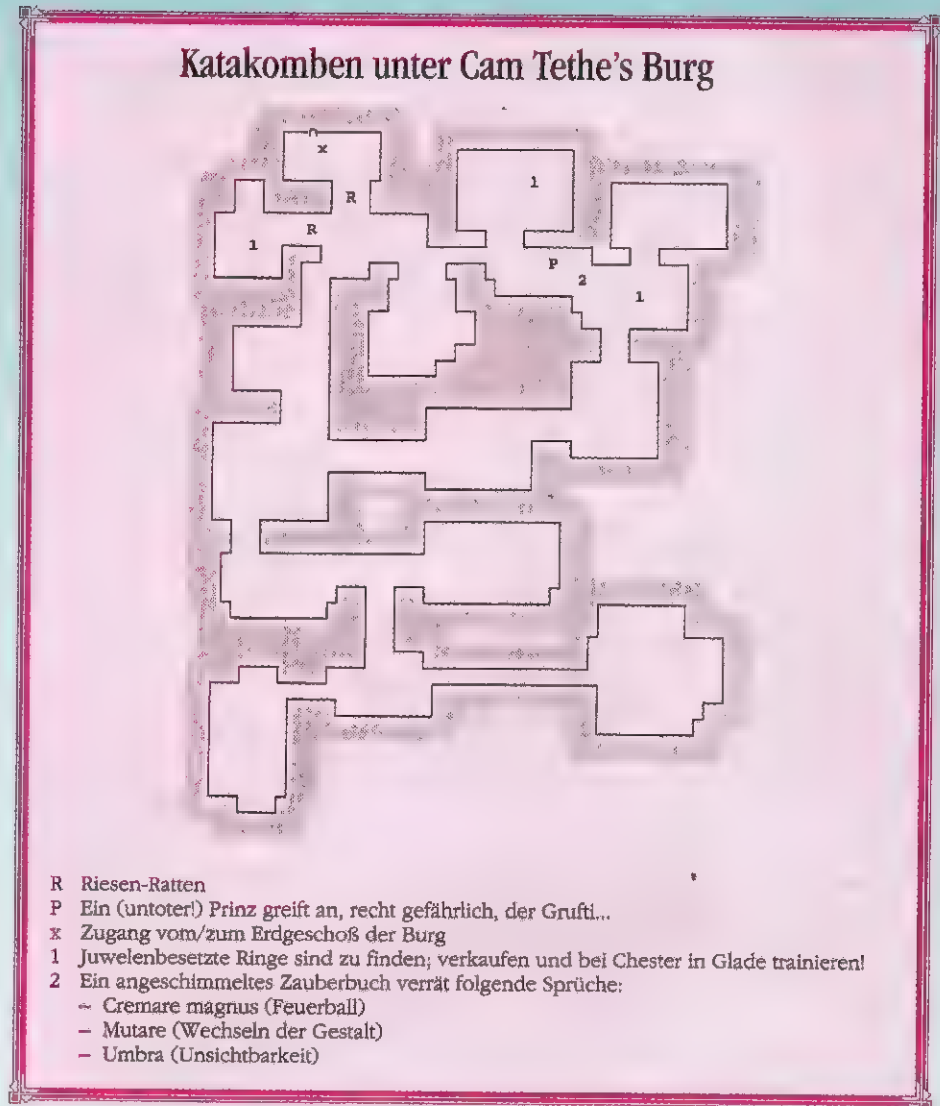 Katakomben unter Cam Tethe's Burg
x
1
R
R
1
P
2
1
R Riesen-Ratten
P Ein (untoter!) Prinz greift an, recht gefährlich, der Grufti...
x Zugang vom/zum Erdgeschoß der Burg
1 Juwelenbesetzte Ringe sind zu finden; verkaufen und bei Chester in Glade trainieren!
2 Ein angeschimmeltes Zauberbuch verrät folgende Sprüche:
– Cremare magnus (Feuerball)
– Mutare (Wechseln der Gestalt)
– Umbra (Unsichtbarkeit)